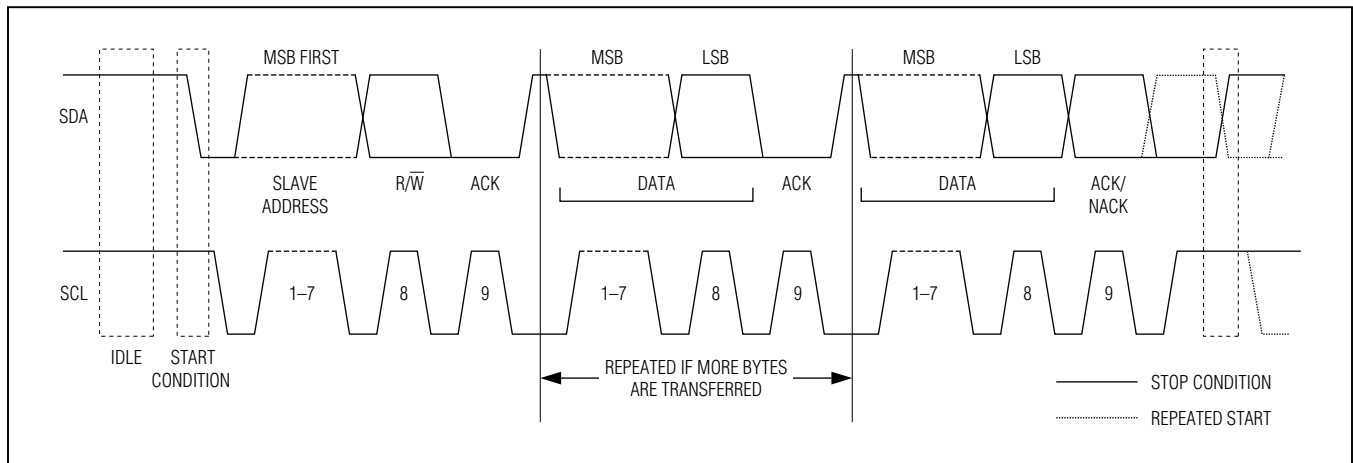 MSB FIRST
MSB
LSB
MSB
LSB
SDA
SLAVE
ADDRESS
R/W̅
ACK
DATA
ACK
DATA
ACK/
NACK
SCL
1–7
8
9
1–7
8
9
1–7
8
9
IDLE
START
CONDITION
REPEATED IF MORE BYTES
ARE TRANSFERRED
STOP CONDITION
REPEATED START